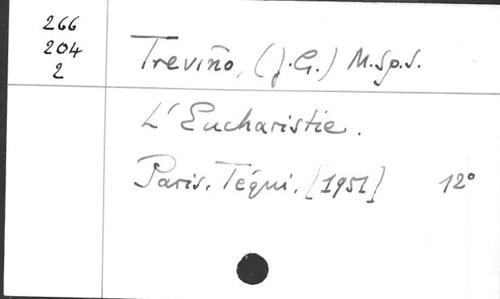 266
204
2
Treviño, (J.G.) M.Sp.S.
L'Eucharistie.
Paris. Téqui. [1951] 12°